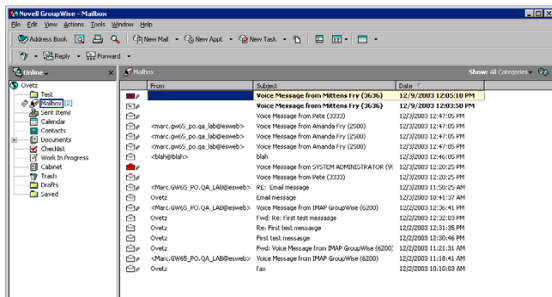 Novell GroupWise - Mailbox
File Edit View Actions Tools Window Help
Address Book New Mail New Appt New Task
Reply Forward
Online Mailbox Show: All Categories
Ovetz
Test
Mailbox [2]
Sent Items
Calendar
Contacts
Documents
Checklist
Work In Progress
Cabinet
Trash
Drafts
Saved
From Subject Date
Voice Message from Mittens Fry (3636) 12/9/2003 12:05:10 PM
Voice Message from Mittens Fry (3636) 12/9/2003 12:03:50 PM
Voice Message from Pete (3333) 12/3/2003 12:47:05 PM
<marc.gw65_po.qa_lab@esweb> Voice Message from Amanda Fry (2500) 12/3/2003 12:47:05 PM
<marc.gw65_po.qa_lab@esweb> Voice Message from Amanda Fry (2500) 12/3/2003 12:47:05 PM
<blah@blah> blah 12/3/2003 12:46:05 PM
Voice Message from SYSTEM ADMINISTRATOR 12/3/2003 12:20:25 PM
Voice Message from Pete (3333) 12/3/2003 12:20:25 PM
<Marc.GW65_PO.QA_LAB@esweb> RE: Email message 12/3/2003 11:50:25 AM
Ovetz Email message 12/3/2003 10:41:37 AM
<Marc.GW65_PO.QA_LAB@esweb> Voice Message from IMAP GroupWise (6200) 12/2/2003 12:36:41 PM
Ovetz Fwd: Re: First test message 12/2/2003 12:32:03 PM
Ovetz Re: First test message 12/2/2003 12:31:35 PM
Ovetz First test message 12/2/2003 12:30:46 PM
Ovetz Fwd: Voice Message from IMAP GroupWise (6200) 12/2/2003 11:21:31 AM
<Marc.GW65_PO.QA_LAB@esweb> Voice Message from IMAP GroupWise (6200) 12/2/2003 11:18:41 AM
Ovetz fax 12/2/2003 10:10:03 AM